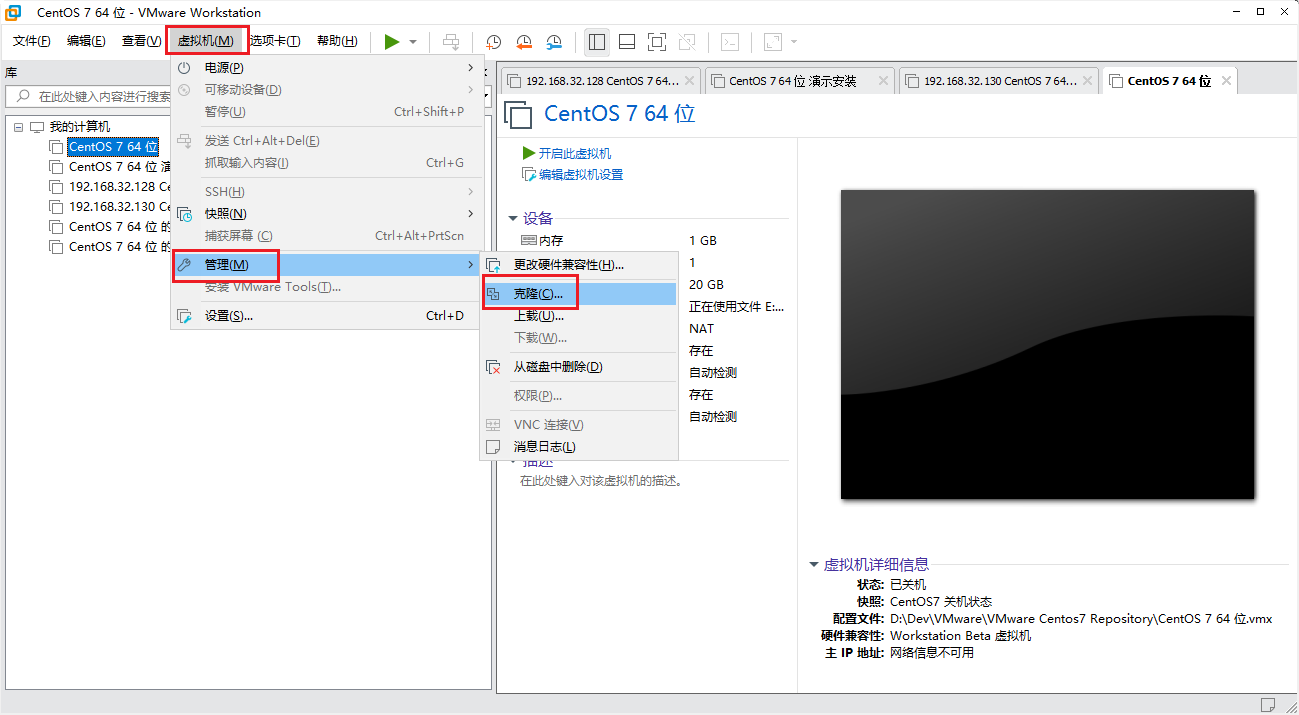 CentOS 7 64 位 - VMware Workstation
文件(F) 编辑(E) 查看(V) 虚拟机(M) 选项卡(T) 帮助(H)
库
在此处键入内容进行搜索
我的计算机
CentOS 7 64 位
CentOS 7 64 位 演
192.168.32.128 Ce
192.168.32.130 Ce
CentOS 7 64 位 的
CentOS 7 64 位 的
电源(P)
可移动设备(D)
暂停(U) Ctrl+Shift+P
发送 Ctrl+Alt+Del(E)
抓取输入内容(I) Ctrl+G
SSH(H)
快照(N)
捕获屏幕 (C) Ctrl+Alt+PrtScn
管理(M)
安装 VMware Tools(T)...
设置(S)... Ctrl+D
更改硬件兼容性(H)...
克隆(C)...
上载(U)...
下载(W)...
从磁盘中删除(D)
权限(P)...
VNC 连接(V)
消息日志(L)
192.168.32.128 CentOS 7 64... CentOS 7 64 位 演示安装 192.168.32.130 CentOS 7 64... CentOS 7 64 位
CentOS 7 64 位
开启此虚拟机
编辑虚拟机设置
设备
内存 1 GB
1
20 GB
正在使用文件 E:...
NAT
存在
自动检测
存在
自动检测
描述
在此处键入对该虚拟机的描述。
虚拟机详细信息
状态: 已关机
快照: CentOS7 关机状态
配置文件: D:\Dev\VMware\VMware Centos7 Repository\CentOS 7 64 位.vmx
硬件兼容性: Workstation Beta 虚拟机
主 IP 地址: 网络信息不可用